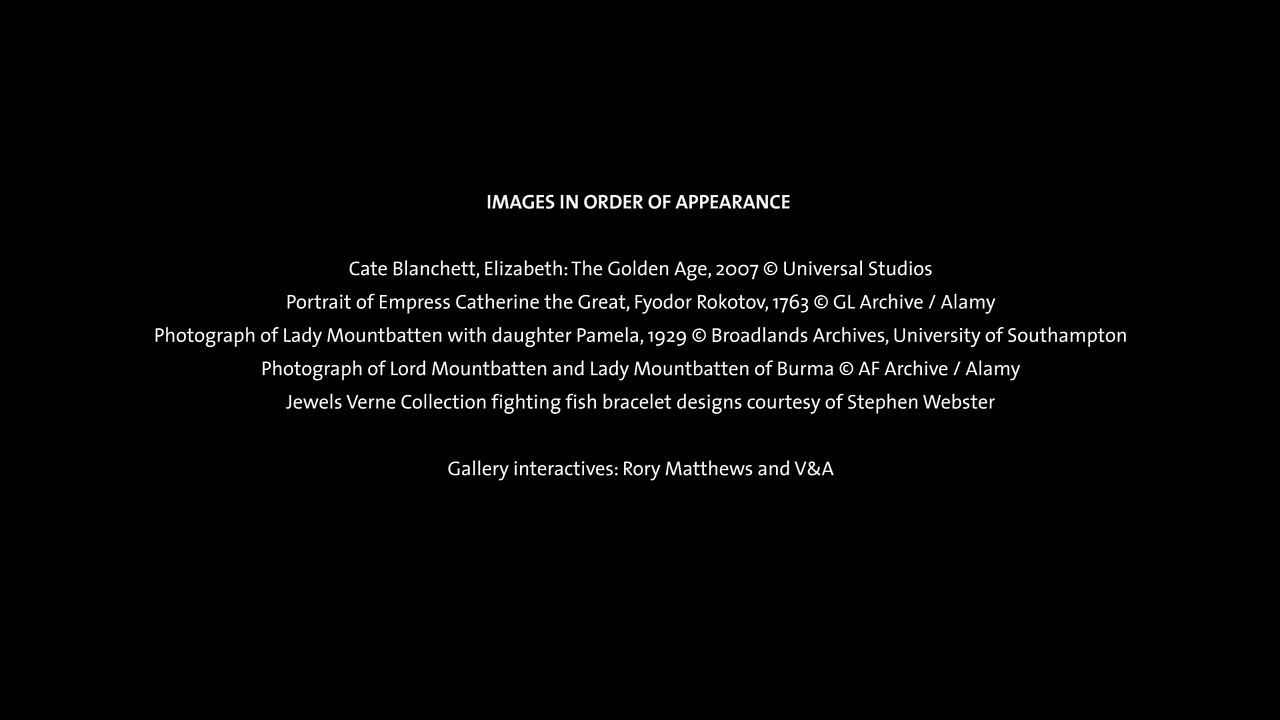 IMAGES IN ORDER OF APPEARANCE
Cate Blanchett, Elizabeth: The Golden Age, 2007 © Universal Studios
Portrait of Empress Catherine the Great, Fyodor Rokotov, 1763 © GL Archive / Alamy
Photograph of Lady Mountbatten with daughter Pamela, 1929 © Broadlands Archives, University of Southampton
Photograph of Lord Mountbatten and Lady Mountbatten of Burma © AF Archive / Alamy
Jewels Verne Collection fighting fish bracelet designs courtesy of Stephen Webster
Gallery interactives: Rory Matthews and V&A